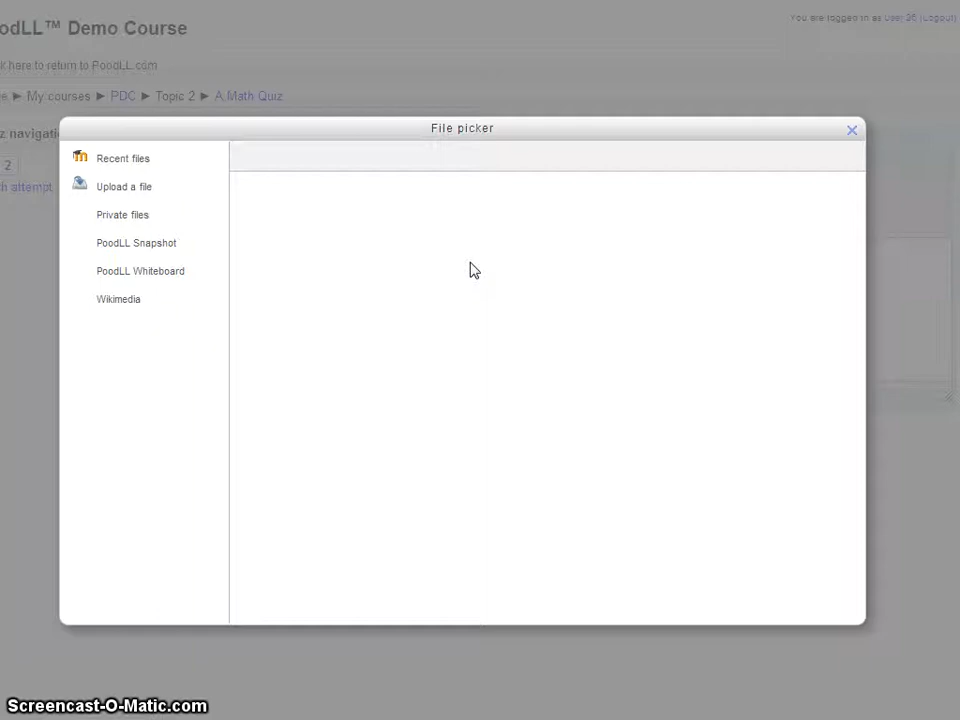 odLL™ Demo Course
You are logged in as user 26 (Logout)
k here to return to PoodLL.com
e ► My courses ► PDC ► Topic 2 ► A Math Quiz
z navigati
2
h attempt
File picker
Recent files
Upload a file
Private files
PoodLL Snapshot
PoodLL Whiteboard
Wikimedia
Screencast-O-Matic.com